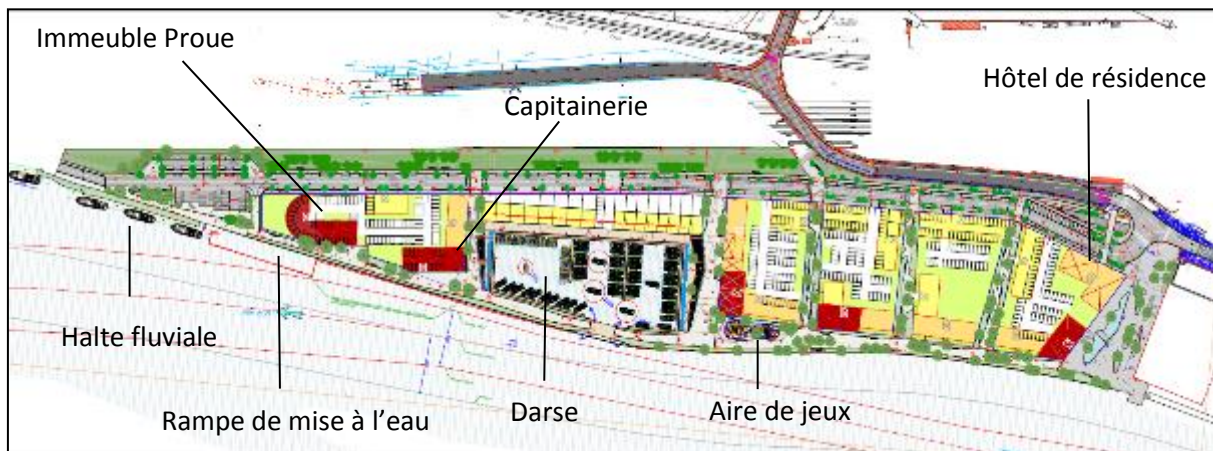 Immeuble Proue
Capitainerie
Hôtel de résidence
Halte fluviale
Rampe de mise à l’eau
Darse
Aire de jeux